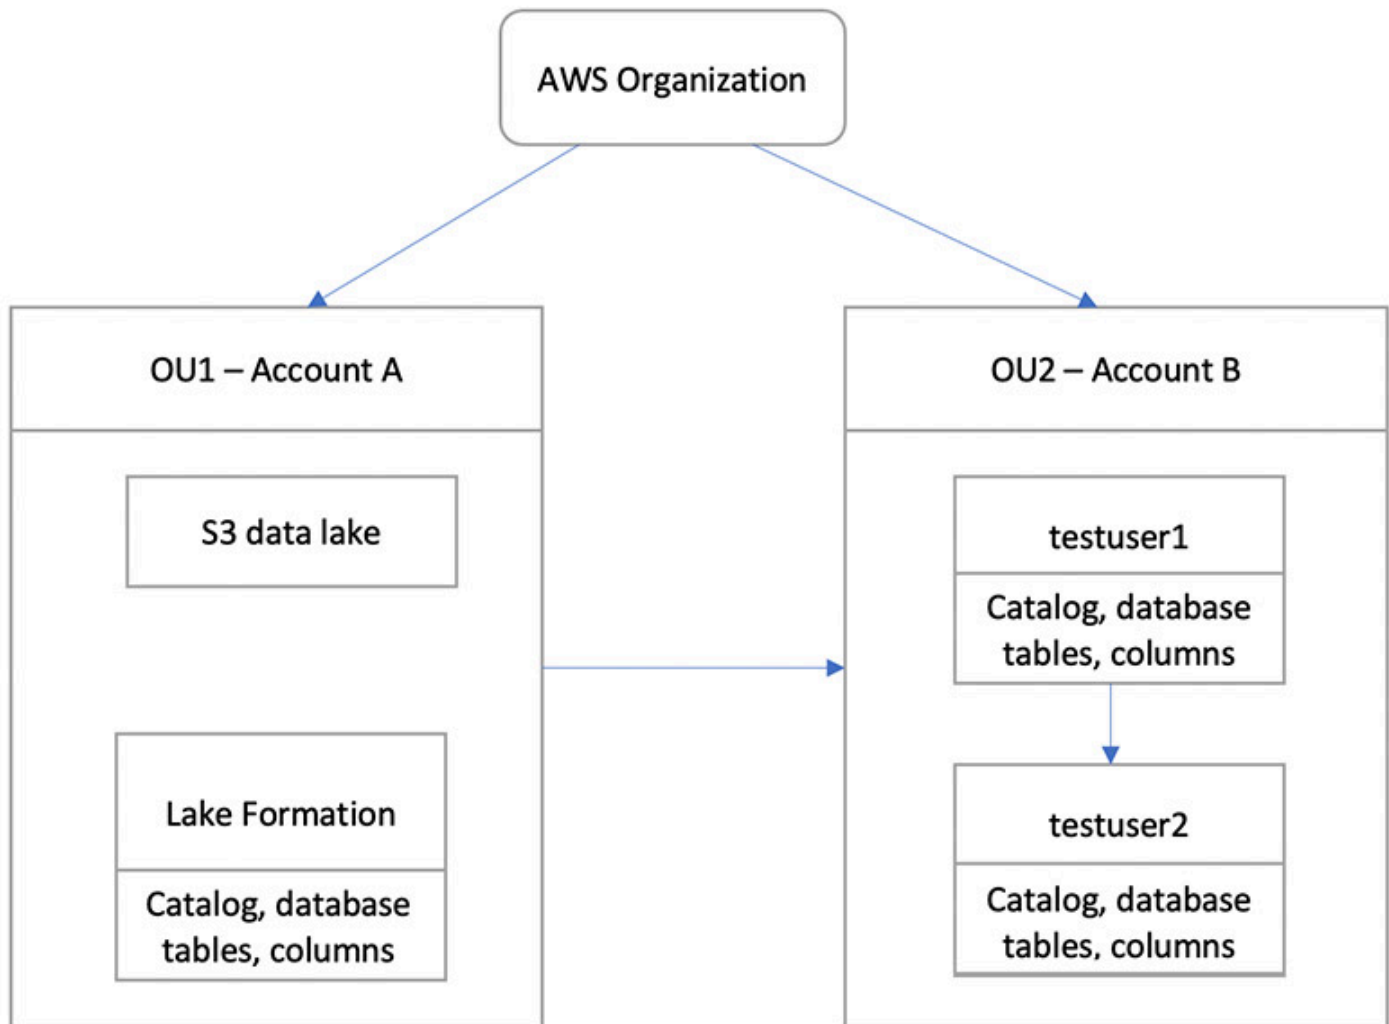 AWS Organization
OU1 – Account A
S3 data lake
Lake Formation
Catalog, database
tables, columns
OU2 – Account B
testuser1
Catalog, database
tables, columns
testuser2
Catalog, database
tables, columns